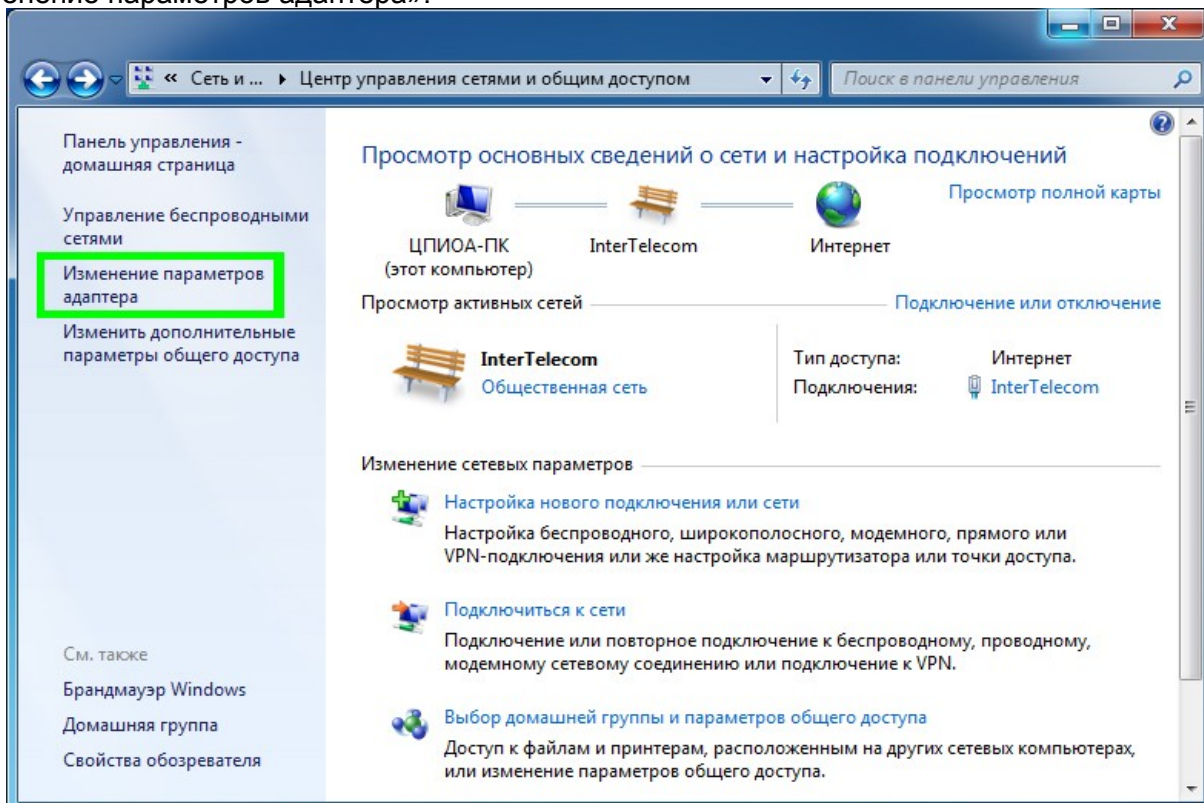 енение параметров адаптера».
« Сеть и ... ▸ Центр управления сетями и общим доступом
Поиск в панели управления
Панель управления -
домашняя страница
Управление беспроводными
сетями
Изменение параметров
адаптера
Изменить дополнительные
параметры общего доступа
См. также
Брандмауэр Windows
Домашняя группа
Свойства обозревателя
Просмотр основных сведений о сети и настройка подключений
Просмотр полной карты
ЦПИОА-ПК
(этот компьютер)
InterTelecom
Интернет
Просмотр активных сетей
Подключение или отключение
InterTelecom
Общественная сеть
Тип доступа: Интернет
Подключения: InterTelecom
Изменение сетевых параметров
Настройка нового подключения или сети
Настройка беспроводного, широкополосного, модемного, прямого или
VPN-подключения или же настройка маршрутизатора или точки доступа.
Подключиться к сети
Подключение или повторное подключение к беспроводному, проводному,
модемному сетевому соединению или подключение к VPN.
Выбор домашней группы и параметров общего доступа
Доступ к файлам и принтерам, расположенным на других сетевых компьютерах,
или изменение параметров общего доступа.